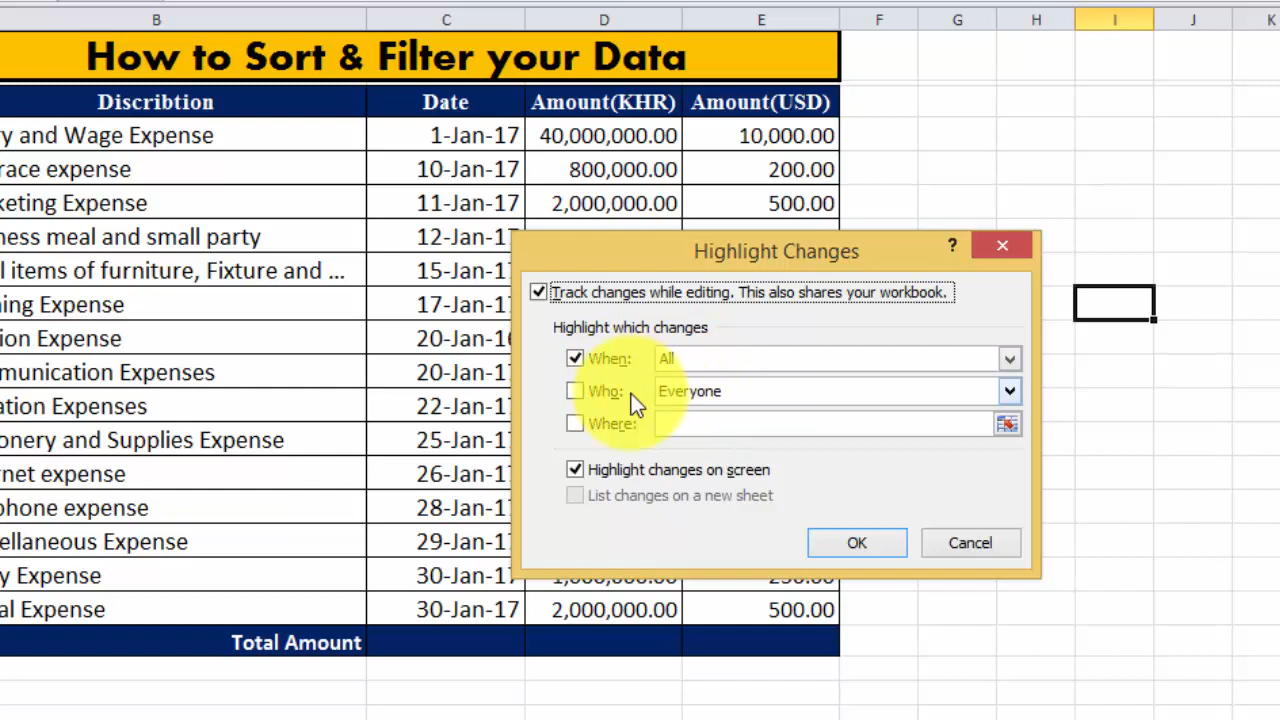 B C D E F G H I J K
How to Sort & Filter your Data
Discribtion Date Amount(KHR) Amount(USD)
y and Wage Expense 1-Jan-17 40,000,000.00 10,000.00
race expense 10-Jan-17 800,000.00 200.00
keting Expense 11-Jan-17 2,000,000.00 500.00
ness meal and small party 12-Jan-17
l items of furniture, Fixture and ... 15-Jan-17
ning Expense 17-Jan-17
ion Expense 20-Jan-16
munication Expenses 20-Jan-17
ation Expenses 22-Jan-17
onery and Supplies Expense 25-Jan-17
rnet expense 26-Jan-17
phone expense 28-Jan-17
ellaneous Expense 29-Jan-17
y Expense 30-Jan-17
al Expense 30-Jan-17 2,000,000.00 500.00
Total Amount
Highlight Changes ?
Track changes while editing. This also shares your workbook.
Highlight which changes
When: All
Who: Everyone
Where:
Highlight changes on screen
List changes on a new sheet
OK Cancel